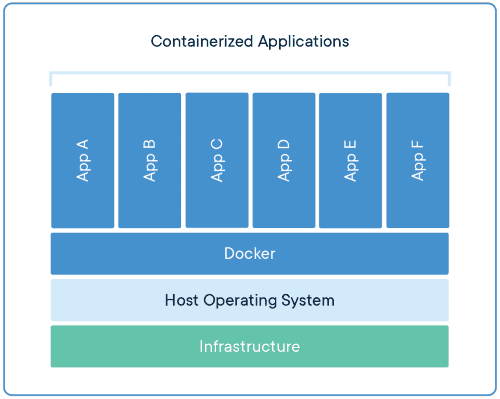 Containerized Applications
App A
App B
App C
App D
App E
App F
Docker
Host Operating System
Infrastructure